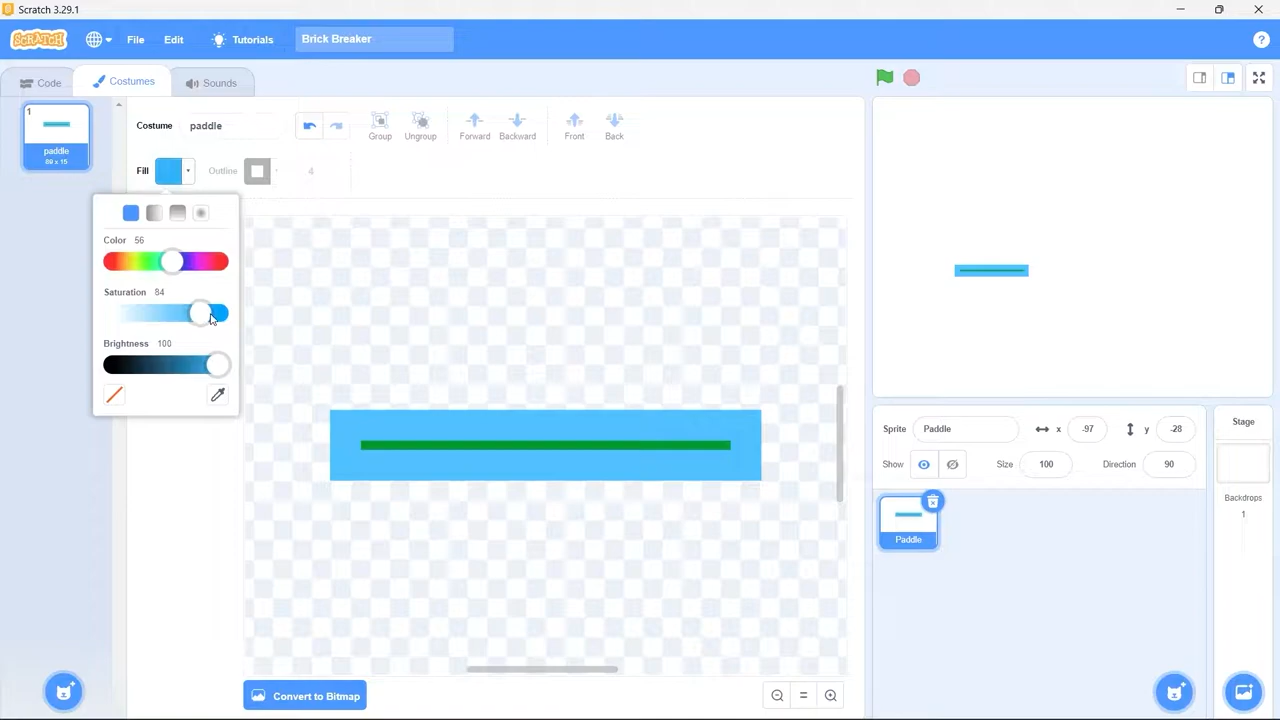 Scratch 3.29.1
SCRATCH File Edit Tutorials Brick Breaker ?
Code Costumes Sounds
1
paddle
89 x 15
Costume paddle
Group Ungroup Forward Backward Front Back
Fill Outline 4
Color 56
Saturation 84
Brightness 100
Convert to Bitmap
Sprite Paddle x -97 y -28
Show Size 100 Direction 90
Paddle
Stage
Backdrops
1